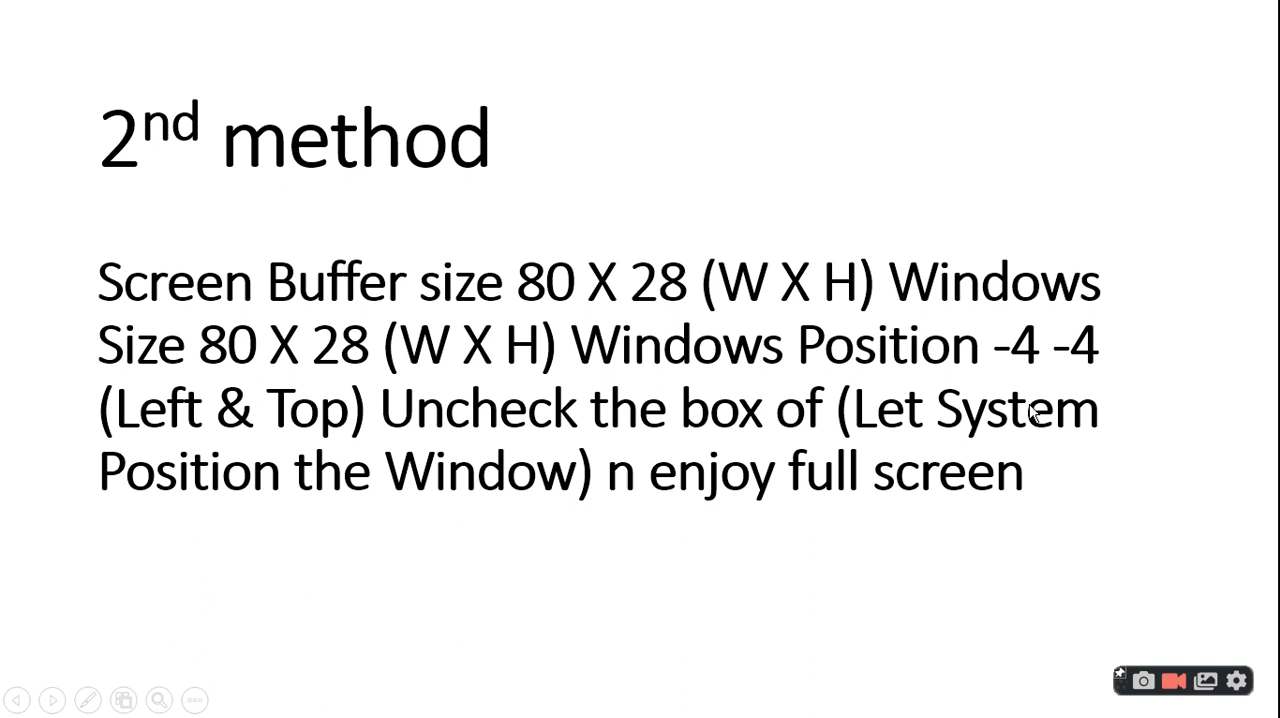 2nd method
Screen Buffer size 80 X 28 (W X H) Windows
Size 80 X 28 (W X H) Windows Position -4 -4
(Left & Top) Uncheck the box of (Let System
Position the Window) n enjoy full screen